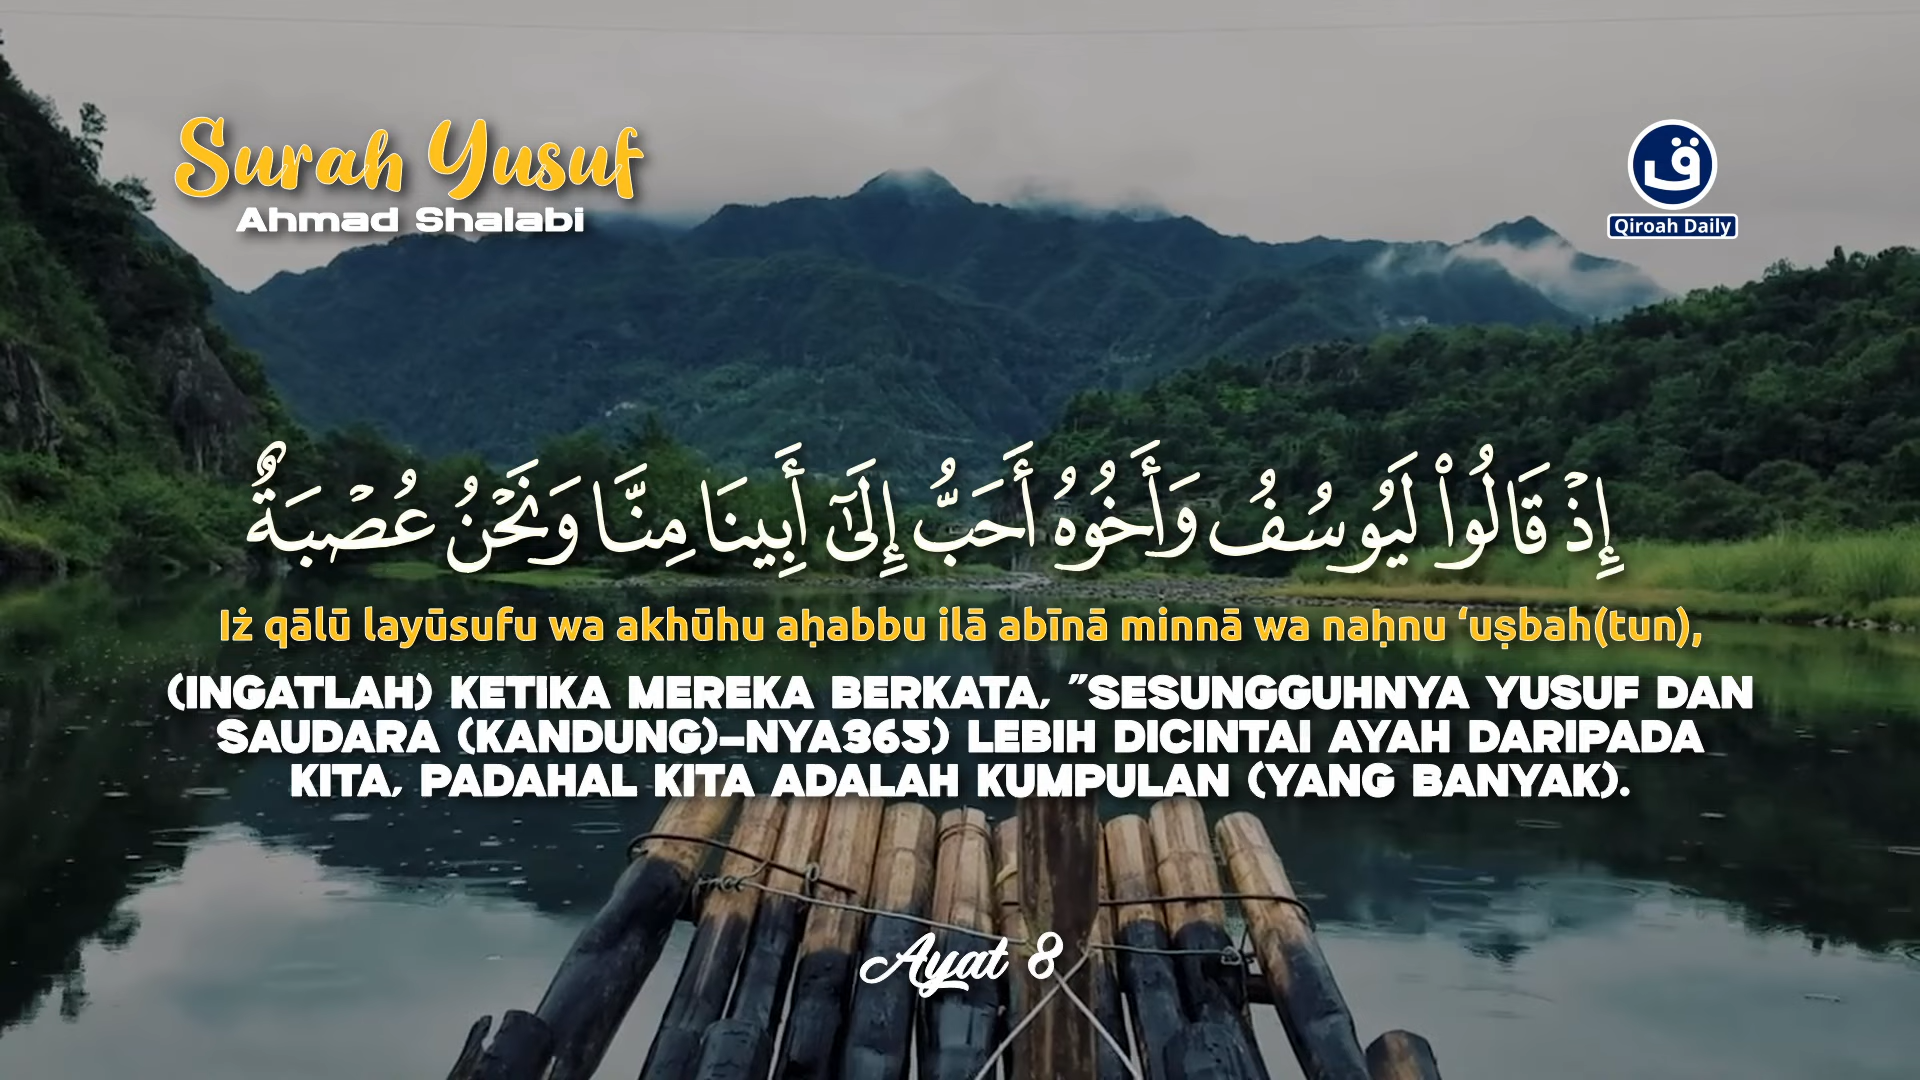 Surah Yusuf
Ahmad Shalabi
ق
Qiroah Daily
إِذْ قَالُوا۟ لَيُوسُفُ وَأَخُوهُ أَحَبُّ إِلَىٰٓ أَبِينَا مِنَّا وَنَحْنُ عُصْبَةٌ
Iż qālū layūsufu wa akhūhu aḥabbu ilā abīnā minnā wa naḥnu ‘uṣbah(tun),
(INGATLAH) KETIKA MEREKA BERKATA, "SESUNGGUHNYA YUSUF DAN
SAUDARA (KANDUNG)-NYA365) LEBIH DICINTAI AYAH DARIPADA
KITA, PADAHAL KITA ADALAH KUMPULAN (YANG BANYAK).
Ayat 8